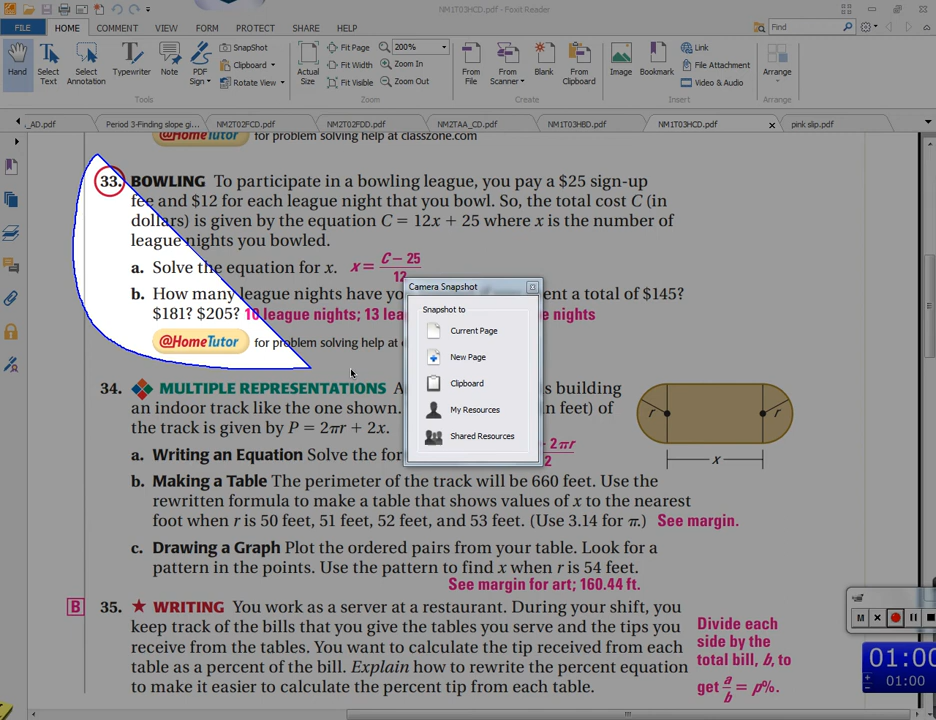 NM1T03HCD.pdf - Foxit Reader
FILE HOME COMMENT VIEW FORM PROTECT SHARE HELP Find
Hand Select Text Select Annotation Typewriter Note PDF Sign SnapShot Clipboard Rotate View Actual Size Fit Page Fit Width Fit Visible 200% Zoom In Zoom Out From File From Scanner Blank From Clipboard Image Bookmark Link File Attachment Video & Audio Arrange
Tools Zoom Create Insert Arrange
_AD.pdf Period 3-Finding slope gi... NM2T02FCD.pdf NM2T02FDD.pdf NM2TAA_CD.pdf NM1T03HBD.pdf NM1T03HCD.pdf pink slip.pdf
@HomeTutor for problem solving help at classzone.com
33. BOWLING To participate in a bowling league, you pay a $25 sign-up
fee and $12 for each league night that you bowl. So, the total cost C (in
dollars) is given by the equation C = 12x + 25 where x is the number of
league nights you bowled.
a. Solve the equation for x. x = C – 25
12
b. How many league nights have yo ent a total of $145?
$181? $205? 10 league nights; 13 lea e nights
@HomeTutor for problem solving help at
Camera Snapshot
Snapshot to
Current Page
New Page
Clipboard
My Resources
Shared Resources
34. MULTIPLE REPRESENTATIONS A s building
an indoor track like the one shown. n feet) of
the track is given by P = 2πr + 2x.
r r
x
a. Writing an Equation Solve the for - 2πr
2
b. Making a Table The perimeter of the track will be 660 feet. Use the
rewritten formula to make a table that shows values of x to the nearest
foot when r is 50 feet, 51 feet, 52 feet, and 53 feet. (Use 3.14 for π.) See margin.
c. Drawing a Graph Plot the ordered pairs from your table. Look for a
pattern in the points. Use the pattern to find x when r is 54 feet.
See margin for art; 160.44 ft.
B 35. ★ WRITING You work as a server at a restaurant. During your shift, you
keep track of the bills that you give the tables you serve and the tips you
receive from the tables. You want to calculate the tip received from each
table as a percent of the bill. Explain how to rewrite the percent equation
to make it easier to calculate the percent tip from each table.
Divide each
side by the
total bill, b, to
get a/b = p%.
M
01:00
01:00